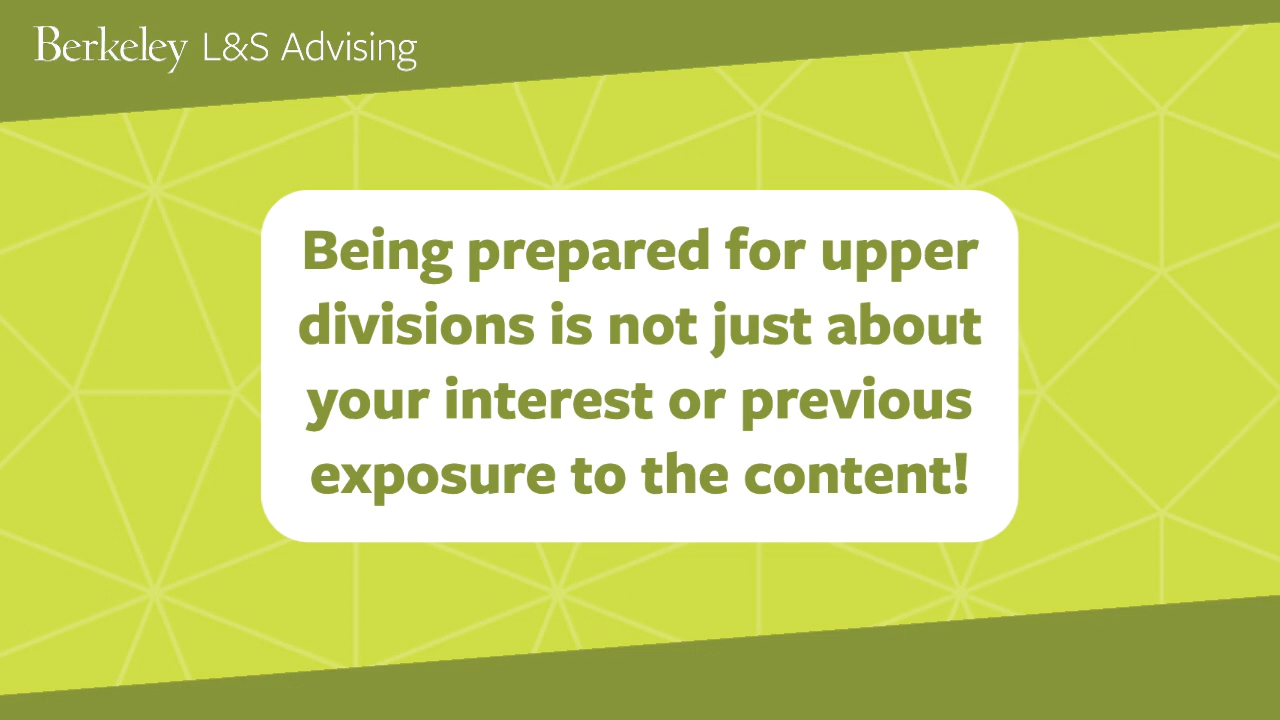 Berkeley L&S Advising
Being prepared for upper
divisions is not just about
your interest or previous
exposure to the content!